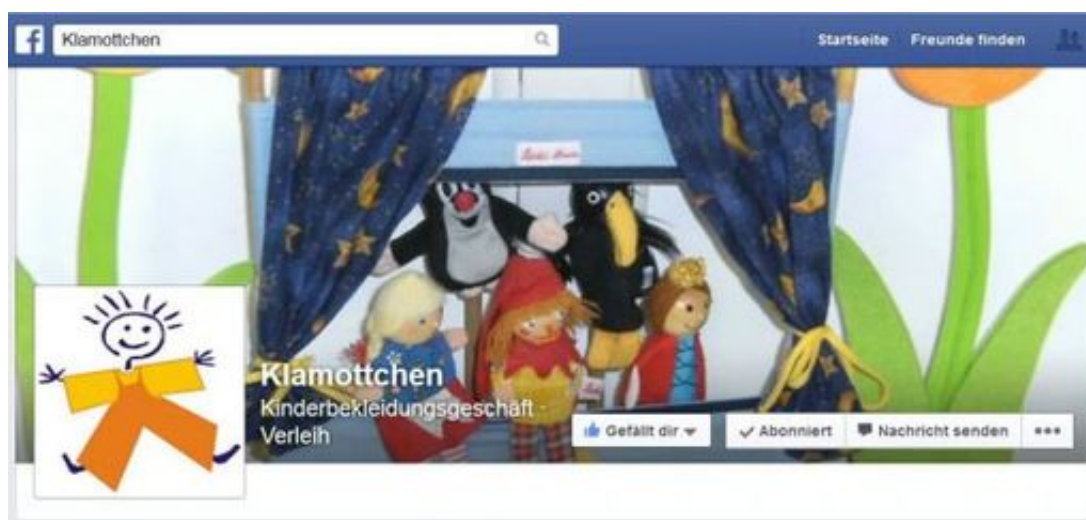 Klamottchen
Startseite Freunde finden
Klamottchen
Kinderbekleidungsgeschäft ·
Verleih
Gefällt dir
Abonniert
Nachricht senden